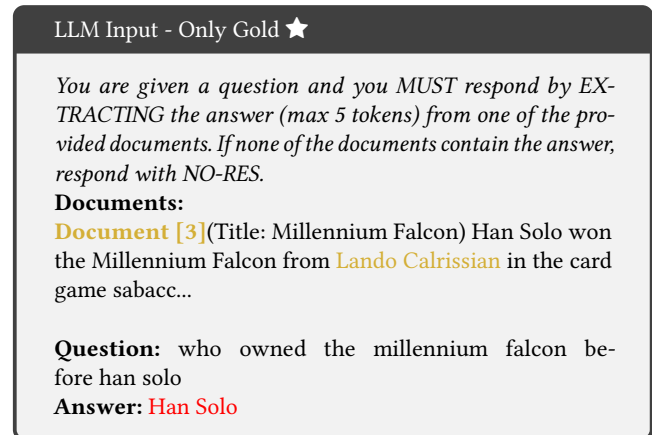 LLM Input - Only Gold ★
You are given a question and you MUST respond by EX-
TRACTING the answer (max 5 tokens) from one of the pro-
vided documents. If none of the documents contain the answer,
respond with NO-RES.
Documents:
Document [3](Title: Millennium Falcon) Han Solo won
the Millennium Falcon from Lando Calrissian in the card
game sabacc...
Question: who owned the millennium falcon be-
fore han solo
Answer: Han Solo